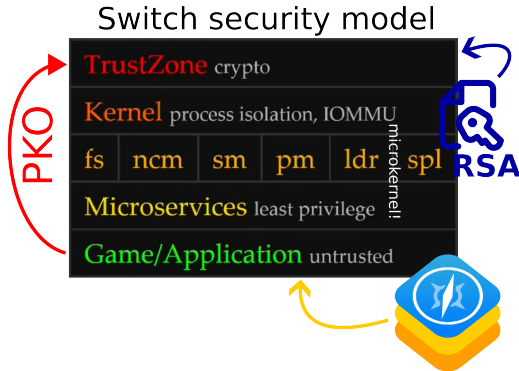 Switch security model
TrustZone crypto
Kernel process isolation, IOMMU
fs ncm sm pm ldr spl
microkernel!
Microservices least privilege
Game/Application untrusted
PKO
RSA